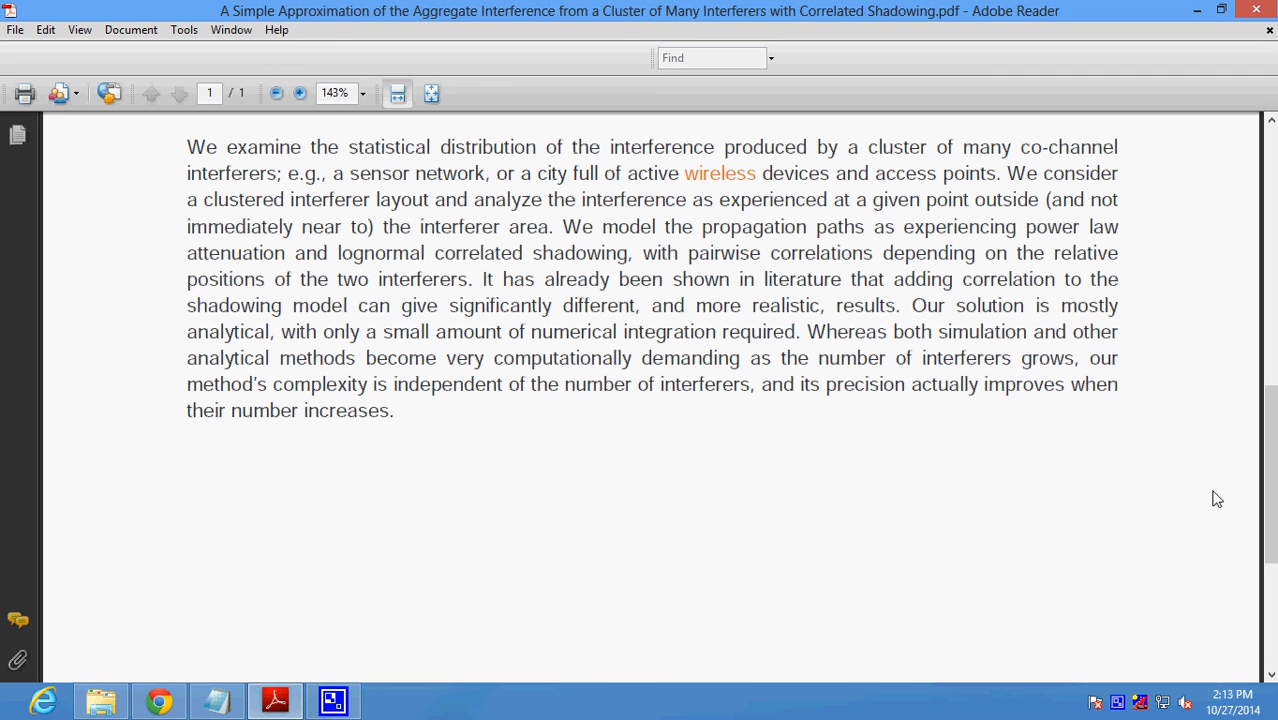 A Simple Approximation of the Aggregate Interference from a Cluster of Many Interferers with Correlated Shadowing.pdf - Adobe Reader
File Edit View Document Tools Window Help
Find
1 / 1 143%
We examine the statistical distribution of the interference produced by a cluster of many co-channel
interferers; e.g., a sensor network, or a city full of active wireless devices and access points. We consider
a clustered interferer layout and analyze the interference as experienced at a given point outside (and not
immediately near to) the interferer area. We model the propagation paths as experiencing power law
attenuation and lognormal correlated shadowing, with pairwise correlations depending on the relative
positions of the two interferers. It has already been shown in literature that adding correlation to the
shadowing model can give significantly different, and more realistic, results. Our solution is mostly
analytical, with only a small amount of numerical integration required. Whereas both simulation and other
analytical methods become very computationally demanding as the number of interferers grows, our
method's complexity is independent of the number of interferers, and its precision actually improves when
their number increases.
2:13 PM
10/27/2014